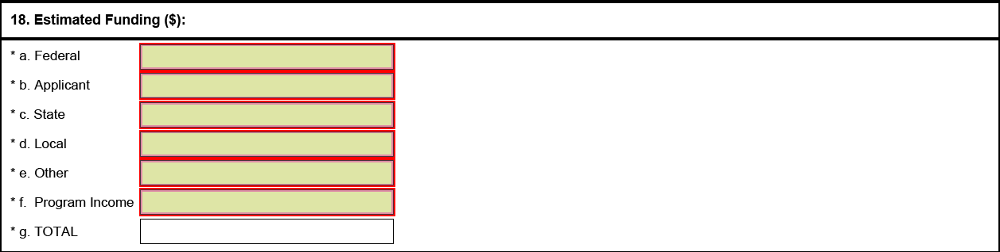 18. Estimated Funding ($):
* a. Federal
* b. Applicant
* c. State
* d. Local
* e. Other
* f.  Program Income
* g. TOTAL